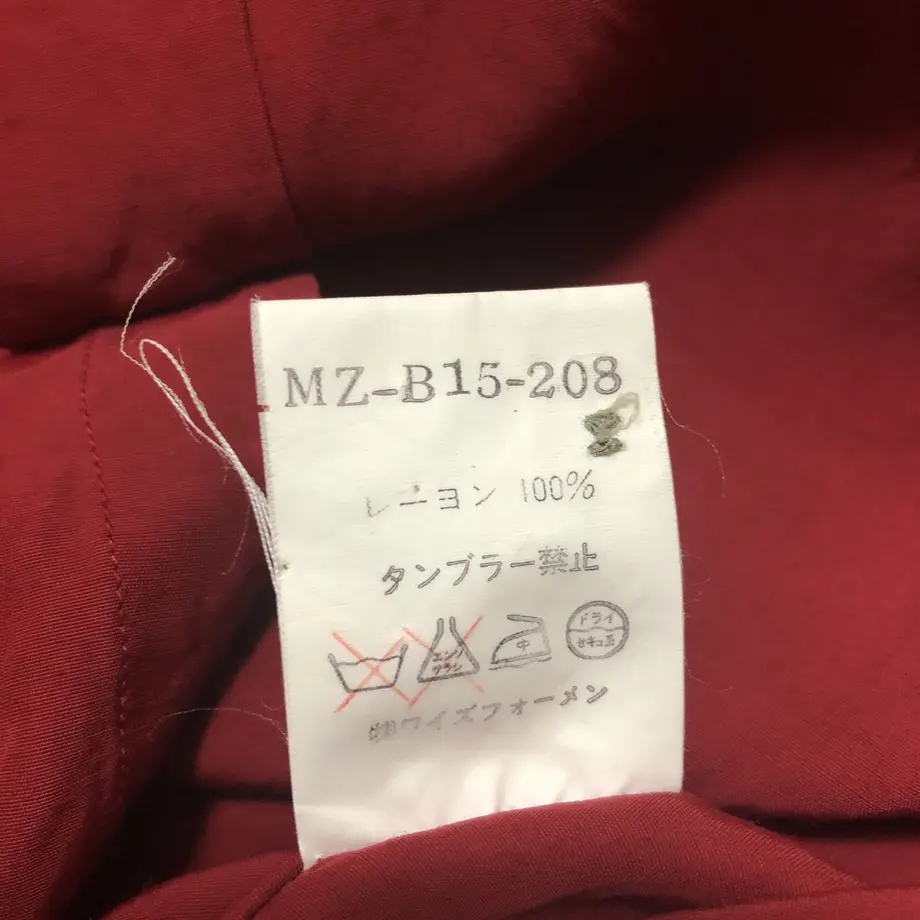 MZ-B15-208
レーヨン 100%
タンブラー禁止
エンソ
サラシ
中
ドライ
セキユ系
㈱ワイズフォーメン